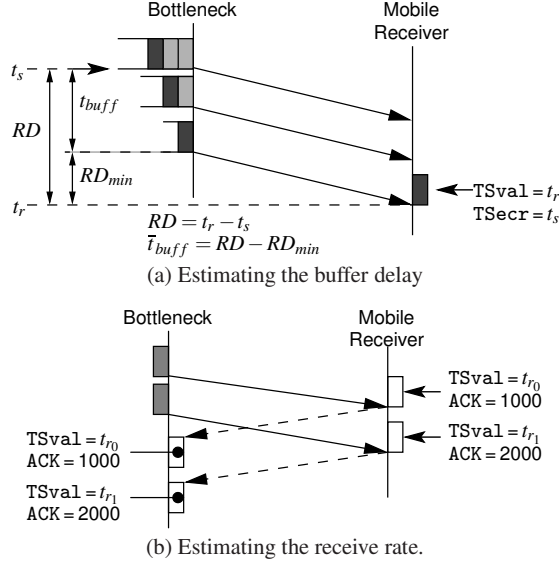 Bottleneck
Mobile
Receiver
t_s
t_buff
RD
RD_min
TSval = t_r
TSecr = t_s
t_r
RD = t_r − t_s
t̄_buff = RD − RD_min
(a) Estimating the buffer delay
Bottleneck
Mobile
Receiver
TSval = t_r0
ACK = 1000
TSval = t_r1
ACK = 2000
TSval = t_r0
ACK = 1000
TSval = t_r1
ACK = 2000
(b) Estimating the receive rate.